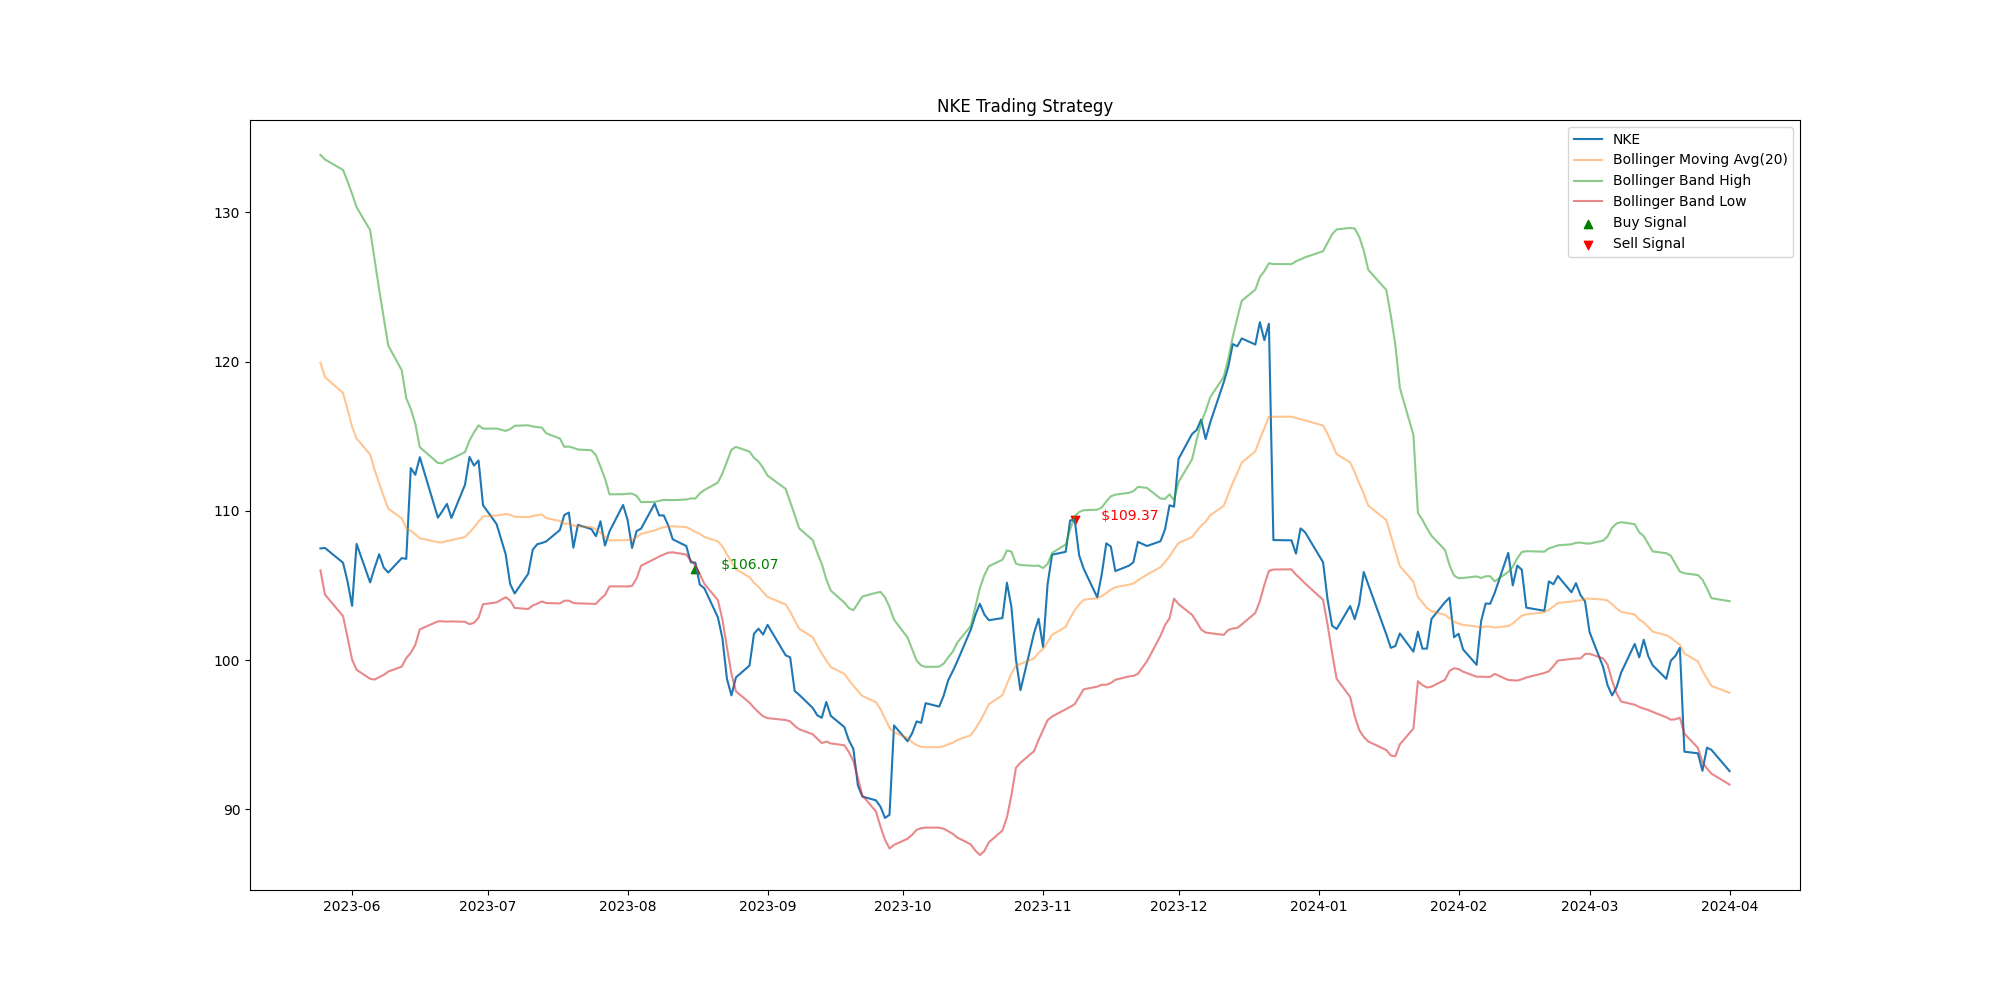 NKE Trading Strategy
NKE
Bollinger Moving Avg(20)
Bollinger Band High
Bollinger Band Low
Buy Signal
Sell Signal
130
120
110
100
90
$109.37
$106.07
2023-06 2023-07 2023-08 2023-09 2023-10 2023-11 2023-12 2024-01 2024-02 2024-03 2024-04